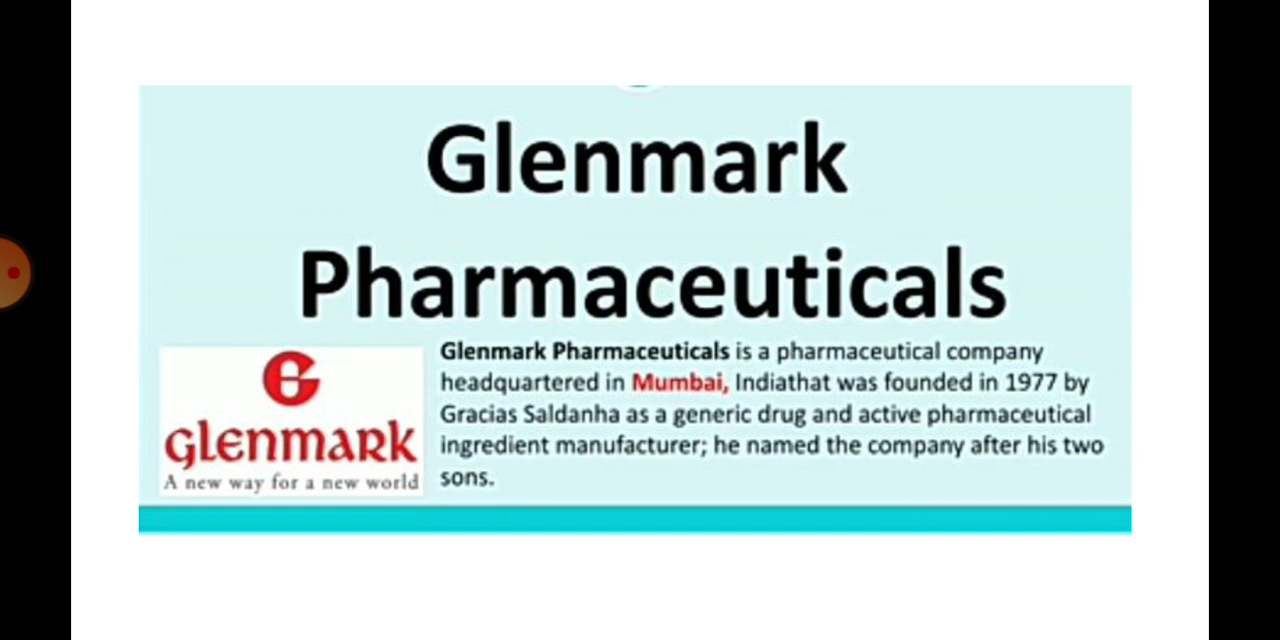 Glenmark
Pharmaceuticals
Glenmark Pharmaceuticals is a pharmaceutical company
headquartered in Mumbai, Indiathat was founded in 1977 by
Gracias Saldanha as a generic drug and active pharmaceutical
ingredient manufacturer; he named the company after his two
sons.
G
glenmark
A new way for a new world